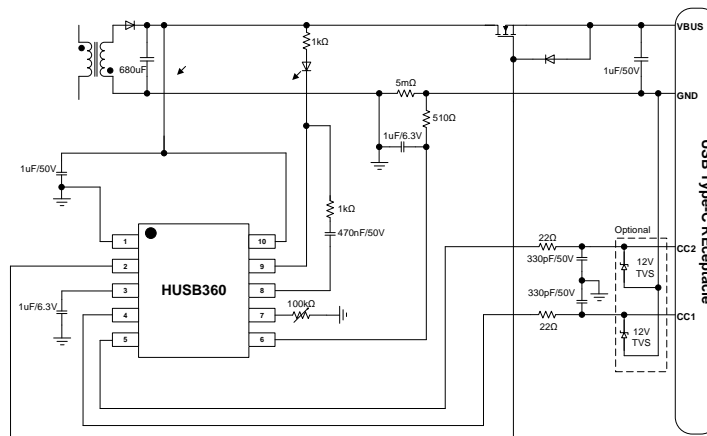 VBUS
1kΩ
680uF
1uF/50V
5mΩ
GND
510Ω
1uF/6.3V
1uF/50V
USB Type-C REceptacle
1kΩ
470nF/50V
1
10
Optional
22Ω
CC2
2
9
330pF/50V
12V
TVS
HUSB360
3
8
330pF/50V
1uF/6.3V
100kΩ
4
7
CC1
22Ω
12V
TVS
5
6